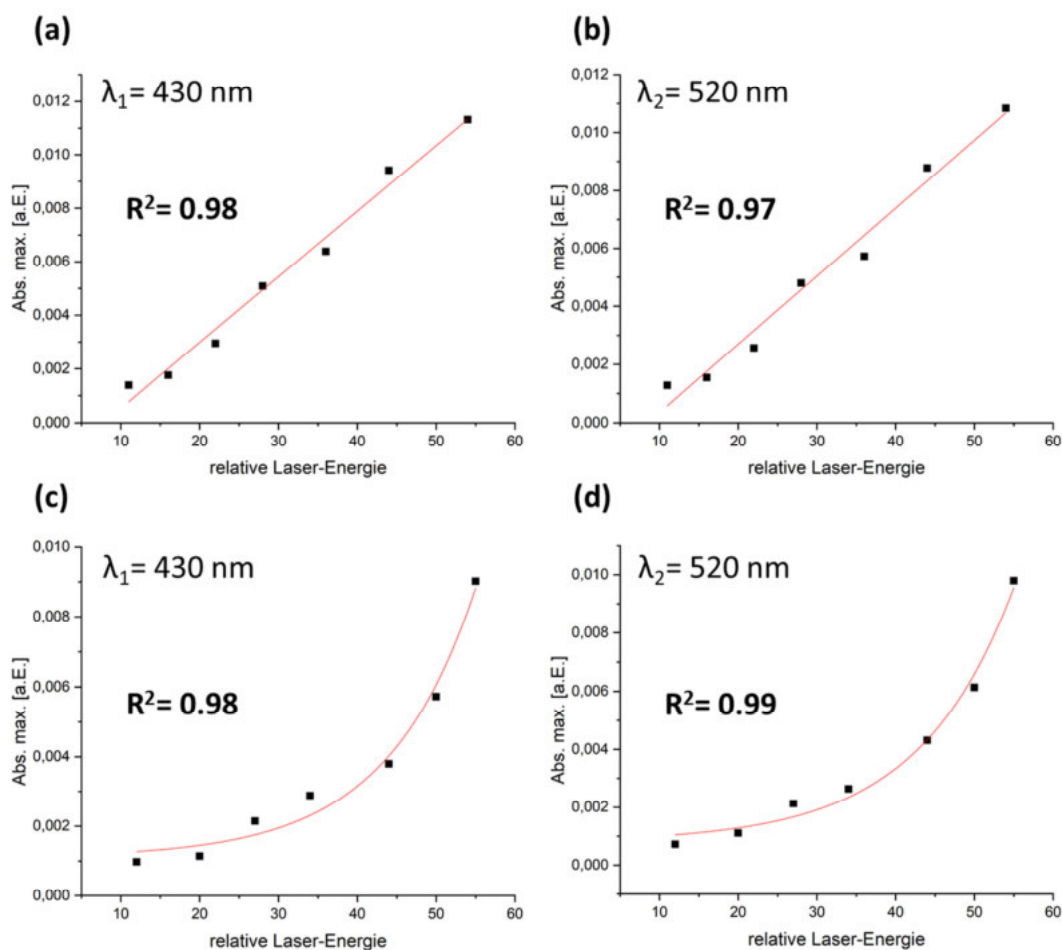 (a)
λ₁= 430 nm
R²= 0.98
Abs. max. [a.E.]
0,012
0,010
0,008
0,006
0,004
0,002
0,000
10 20 30 40 50 60
relative Laser-Energie
(b)
λ₂= 520 nm
R²= 0.97
Abs. max. [a.E.]
0,012
0,010
0,008
0,006
0,004
0,002
0,000
10 20 30 40 50 60
relative Laser-Energie
(c)
λ₁= 430 nm
R²= 0.98
Abs. max. [a.E.]
0,010
0,008
0,006
0,004
0,002
0,000
10 20 30 40 50 60
relative Laser-Energie
(d)
λ₂= 520 nm
R²= 0.99
Abs. max. [a.E.]
0,010
0,008
0,006
0,004
0,002
0,000
10 20 30 40 50 60
relative Laser-Energie